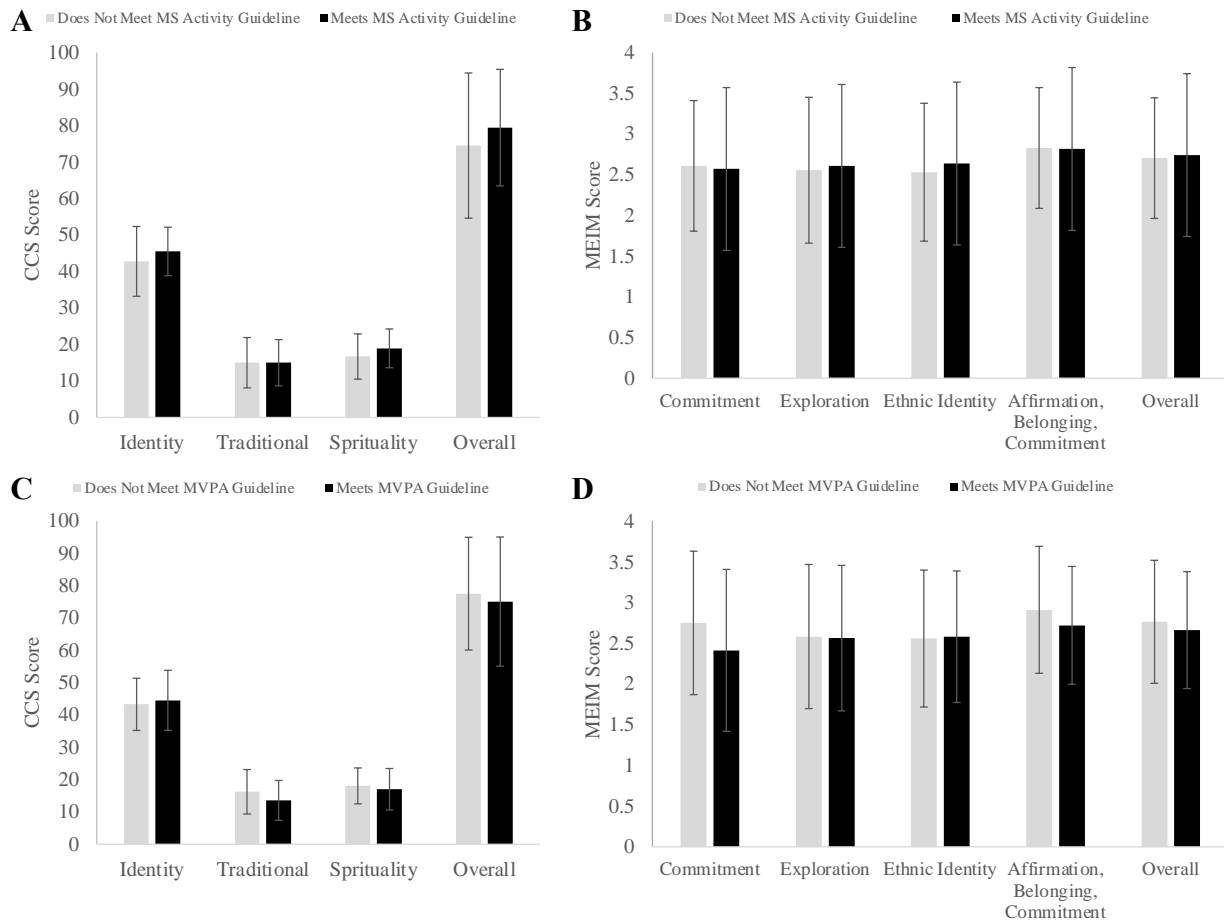 A
Does Not Meet MS Activity Guideline Meets MS Activity Guideline
100
90
80
70
60
50
40
30
20
10
0
CCS Score
Identity Traditional Sprituality Overall
B
Does Not Meet MS Activity Guideline Meets MS Activity Guideline
4
3.5
3
2.5
2
1.5
1
0.5
0
MEIM Score
Commitment Exploration Ethnic Identity Affirmation, Overall
Belonging,
Commitment
C
Does Not Meet MVPA Guideline Meets MVPA Guideline
100
90
80
70
60
50
40
30
20
10
0
CCS Score
Identity Traditional Sprituality Overall
D
Does Not Meet MVPA Guideline Meets MVPA Guideline
4
3.5
3
2.5
2
1.5
1
0.5
0
MEIM Score
Commitment Exploration Ethnic Identity Affirmation, Overall
Belonging,
Commitment